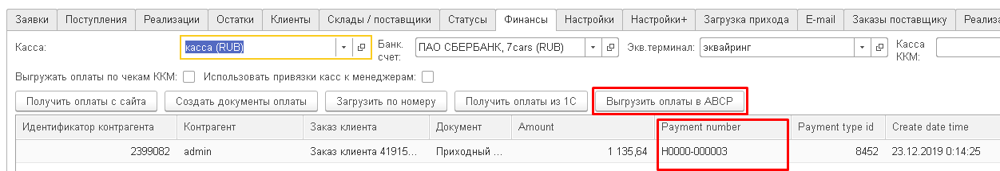 Заявки Поступления Реализации Остатки Клиенты Склады / поставщики Статусы Финансы Настройки Настройки+ Загрузка прихода E-mail Заказы поставщику Реализа
Касса: касса (RUB) Банк. счет: ПАО СБЕРБАНК, 7cars (RUB) Экв.терминал: эквайринг Касса ККМ:
Выгружать оплаты по чекам ККМ: Использовать привязки касс к менеджерам:
Получить оплаты с сайта Создать документы оплаты Загрузить по номеру Получить оплаты из 1С Выгрузить оплаты в ABCP
Идентификатор контрагента Контрагент Заказ клиента Документ Amount Payment number Payment type id Create date time
2399082 admin Заказ клиента 41915... Приходный ... 1 135,64 Н0000-000003 8452 23.12.2019 0:14:25